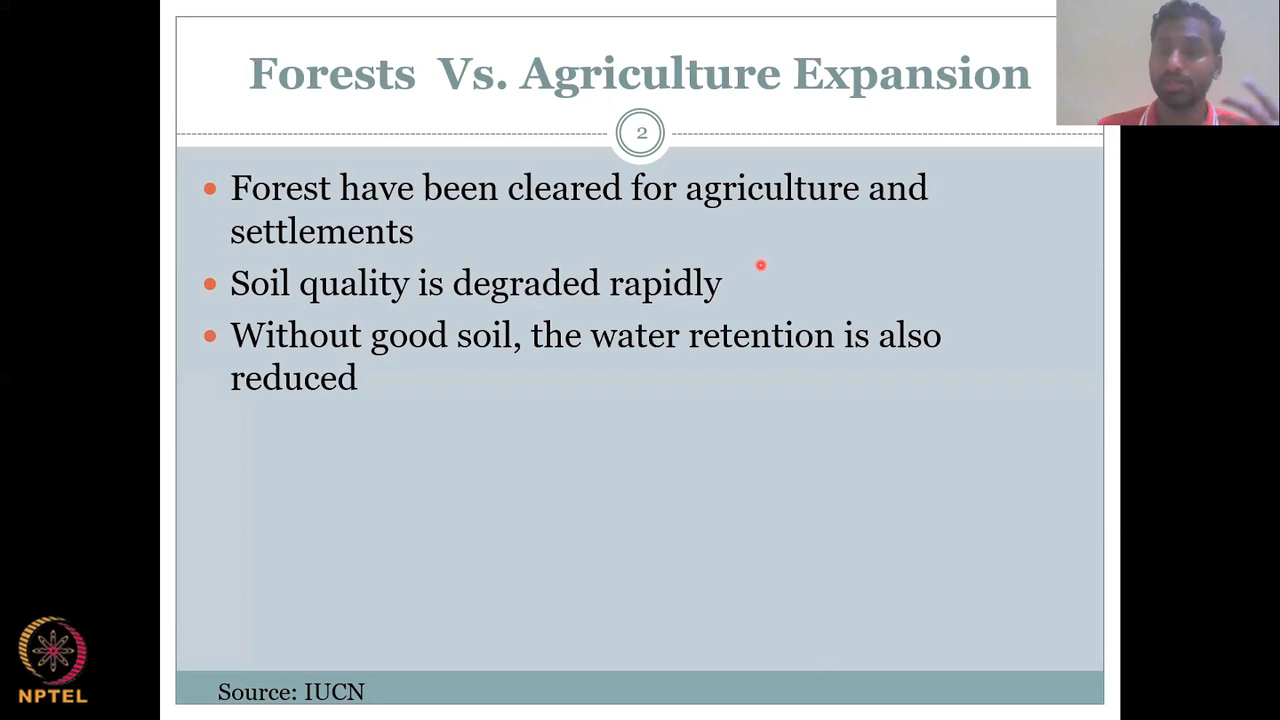 Forests Vs. Agriculture Expansion
2
Forest have been cleared for agriculture and
settlements
Soil quality is degraded rapidly
Without good soil, the water retention is also
reduced
Source: IUCN
NPTEL